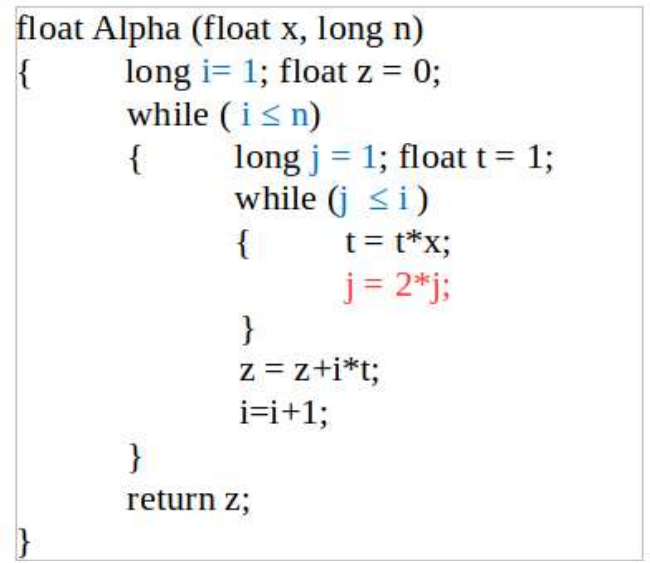 float Alpha (float x, long n)
{ long i= 1; float z = 0;
while ( i ≤ n)
{ long j = 1; float t = 1;
while (j ≤ i )
{ t = t*x;
j = 2*j;
}
z = z+i*t;
i=i+1;
}
return z;
}